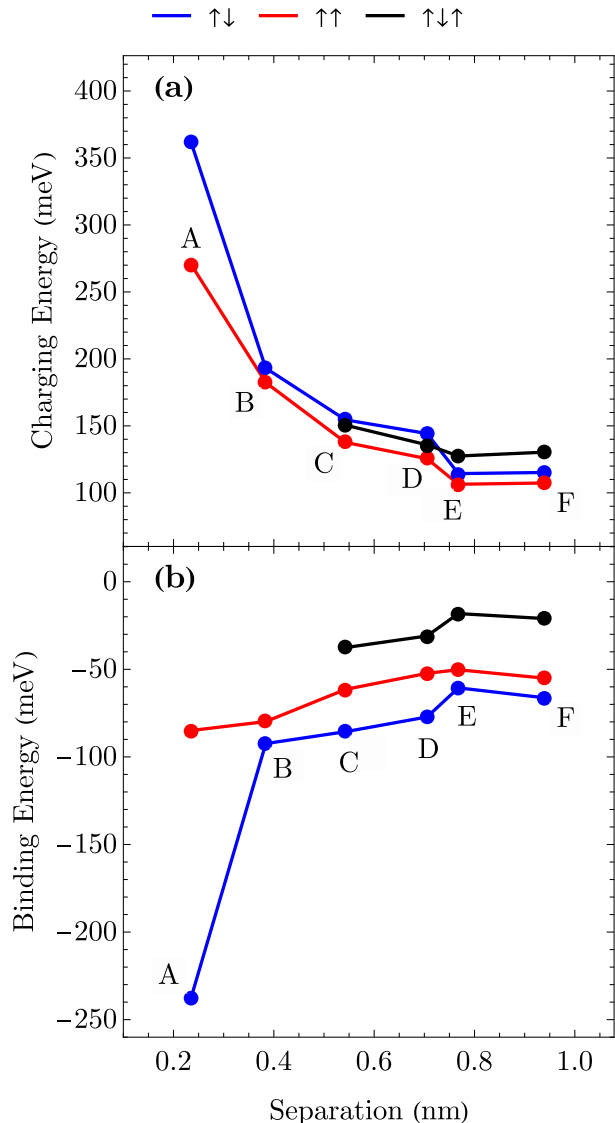 ↑↓ ↑↑ ↑↓↑
(a)
400
350
300
250
200
150
100
Charging Energy (meV)
A
B
C
D
E
F
(b)
0
−50
−100
−150
−200
−250
Binding Energy (meV)
E
F
B
C
D
A
0.2 0.4 0.6 0.8 1.0
Separation (nm)